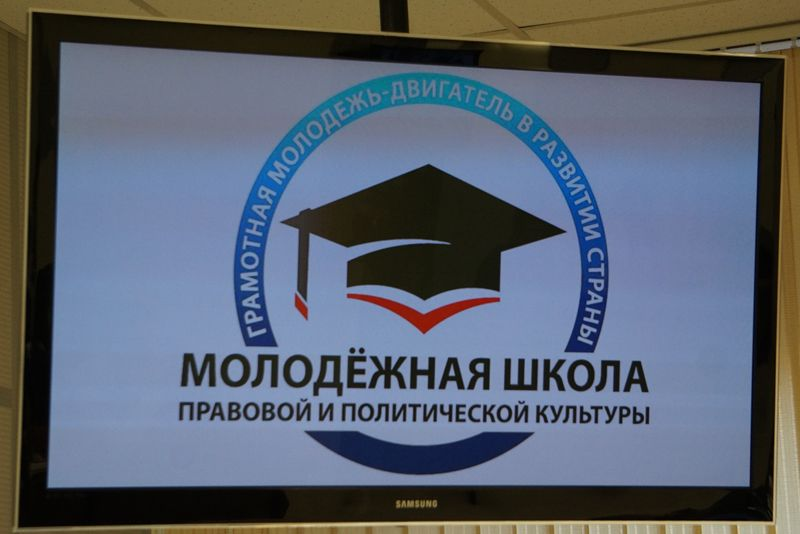 ГРАМОТНАЯ МОЛОДЕЖЬ-ДВИГАТЕЛЬ В РАЗВИТИИ СТРАНЫ
МОЛОДЁЖНАЯ ШКОЛА
ПРАВОВОЙ И ПОЛИТИЧЕСКОЙ КУЛЬТУРЫ
SAMSUNG